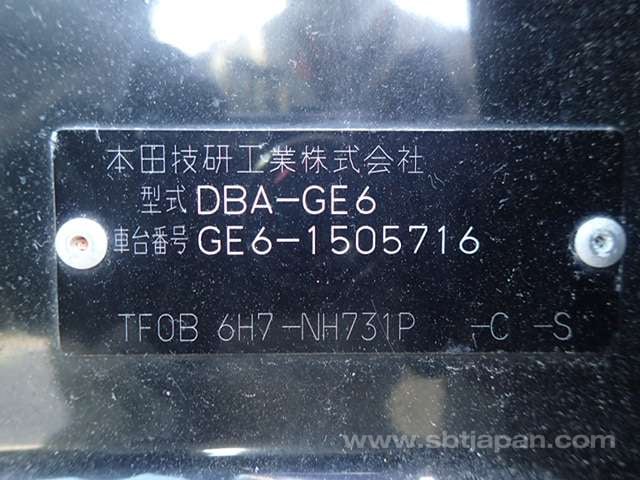 本田技研工業株式会社
型式 DBA-GE6
車台番号 GE6-1505716
TF0B 6H7-NH731P -C -S
www.sbtjapan.com